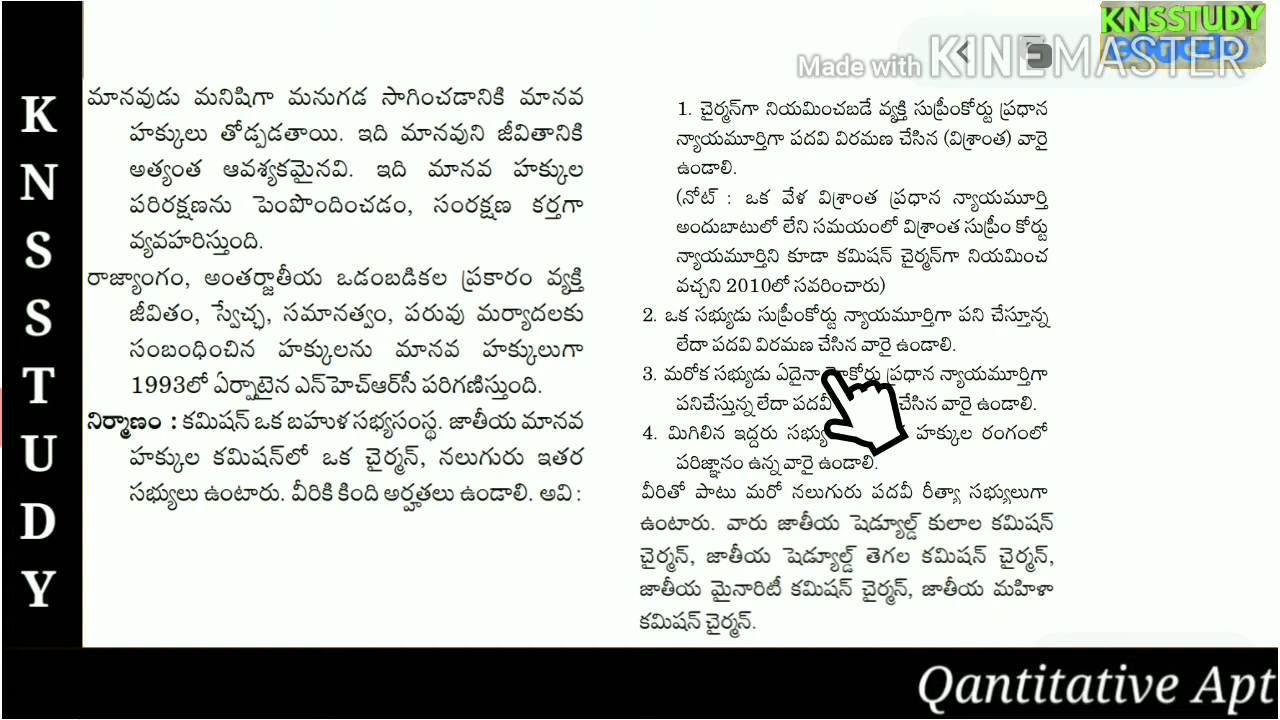 KNSSTUDY
Made with KINEMASTER
K
N
S
S
T
U
D
Y
మానవుడు మనిషిగా మనుగడ సాగించడానికి మానవ
హక్కులు తోడ్పడతాయి. ఇది మానవుని జీవితానికి
అత్యంత ఆవశ్యకమైనవి. ఇది మానవ హక్కుల
పరిరక్షణను పెంపొందించడం, సంరక్షణ కర్తగా
వ్యవహరిస్తుంది.
రాజ్యాంగం, అంతర్జాతీయ ఒడంబడికల ప్రకారం వ్యక్తి
జీవితం, స్వేచ్ఛ, సమానత్వం, పరువు మర్యాదలకు
సంబంధించిన హక్కులను మానవ హక్కులుగా
1993లో ఏర్పాటైన ఎన్‌హెచ్‌ఆర్‌సీ పరిగణిస్తుంది.
నిర్మాణం : కమిషన్ ఒక బహుళ సభ్యసంస్థ. జాతీయ మానవ
హక్కుల కమిషన్‌లో ఒక చైర్మన్, నలుగురు ఇతర
సభ్యులు ఉంటారు. వీరికి కింది అర్హతలు ఉండాలి. అవి :
1. చైర్మన్‌గా నియమించబడే వ్యక్తి సుప్రీంకోర్టు ప్రధాన
న్యాయమూర్తిగా పదవి విరమణ చేసిన (విశ్రాంత) వారై
ఉండాలి.
(నోట్ : ఒక వేళ విశ్రాంత ప్రధాన న్యాయమూర్తి
అందుబాటులో లేని సమయంలో విశ్రాంత సుప్రీం కోర్టు
న్యాయమూర్తిని కూడా కమిషన్ చైర్మన్‌గా నియమించ
వచ్చని 2010లో సవరించారు)
2. ఒక సభ్యుడు సుప్రీంకోర్టు న్యాయమూర్తిగా పని చేస్తూన్న
లేదా పదవి విరమణ చేసిన వారై ఉండాలి.
3. మరోక సభ్యుడు ఏదైనా ప్రధాన న్యాయమూర్తిగా
పనిచేస్తున్న లేదా పదవీ చేసిన వారై ఉండాలి.
4. మిగిలిన ఇద్దరు హక్కుల రంగంలో
పరిజ్ఞానం ఉన్న వారై ఉండాలి.
వీరితో పాటు మరో నలుగురు పదవీ రీత్యా సభ్యులుగా
ఉంటారు. వారు జాతీయ షెడ్యూల్డ్ కులాల కమిషన్
చైర్మన్, జాతీయ షెడ్యూల్డ్ తెగల కమిషన్ చైర్మన్,
జాతీయ మైనారిటీ కమిషన్ చైర్మన్, జాతీయ మహిళా
కమిషన్ చైర్మన్.
Qantitative Apt